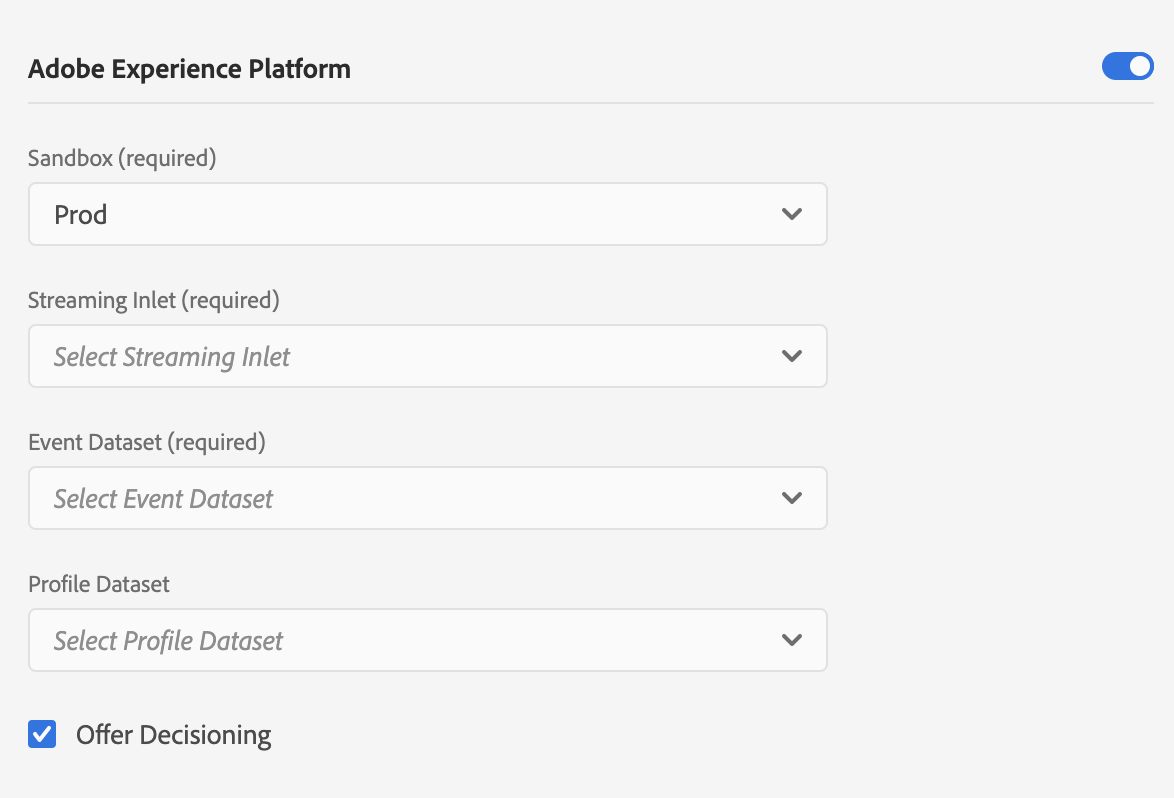 Adobe Experience Platform
Sandbox (required)
Prod
Streaming Inlet (required)
Select Streaming Inlet
Event Dataset (required)
Select Event Dataset
Profile Dataset
Select Profile Dataset
Offer Decisioning